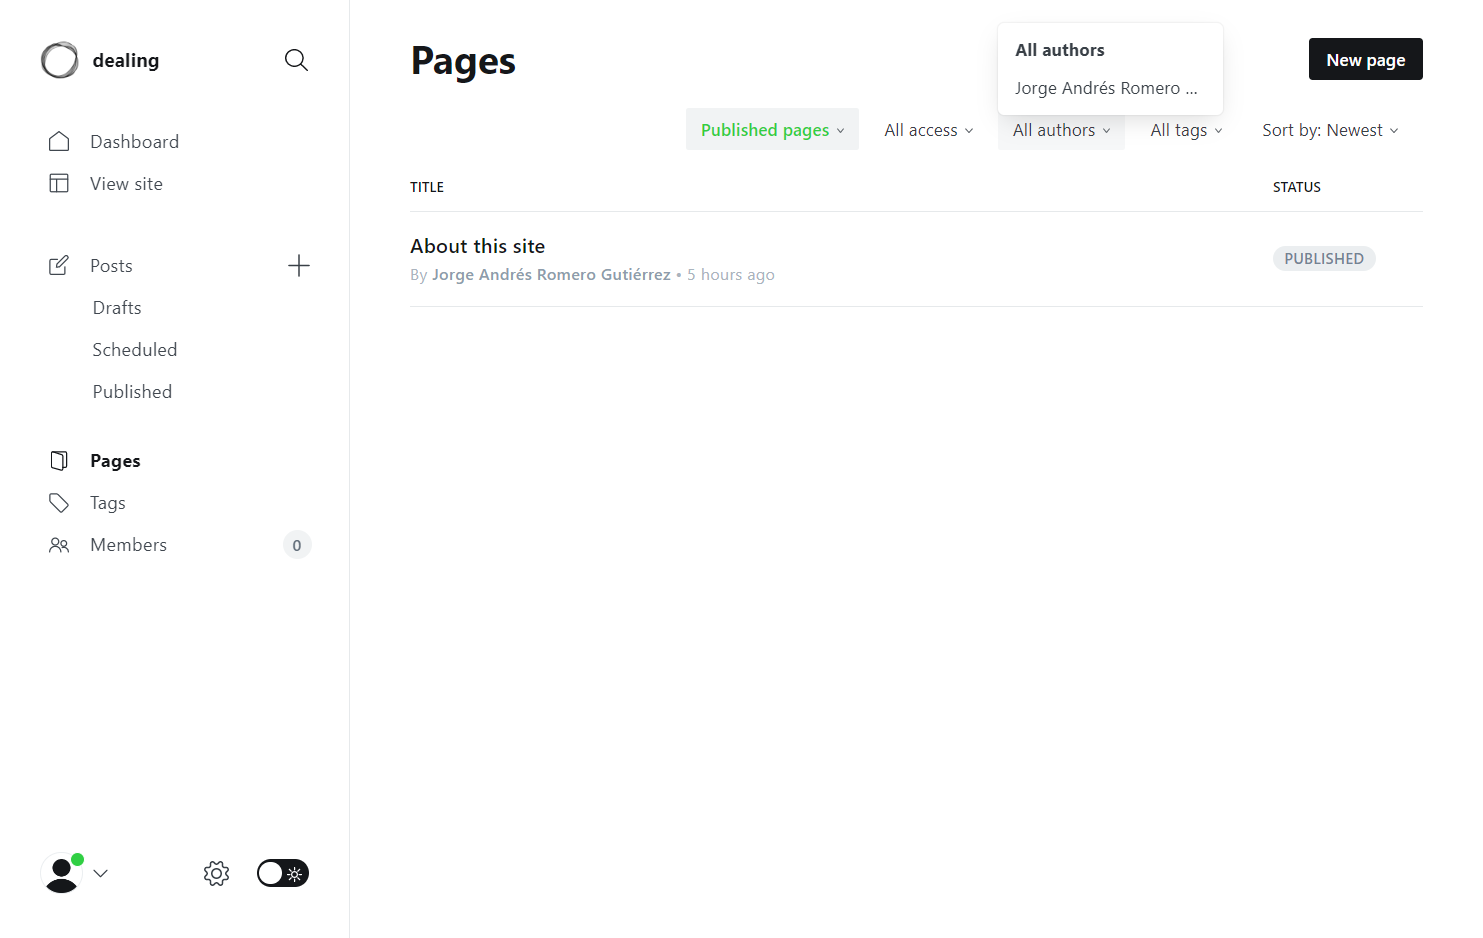 dealing
Dashboard
View site
Posts
Drafts
Scheduled
Published
Pages
Tags
Members
0
Pages
All authors
Jorge Andrés Romero ...
New page
Published pages
All access
All authors
All tags
Sort by: Newest
TITLE
STATUS
About this site
By Jorge Andrés Romero Gutiérrez • 5 hours ago
PUBLISHED